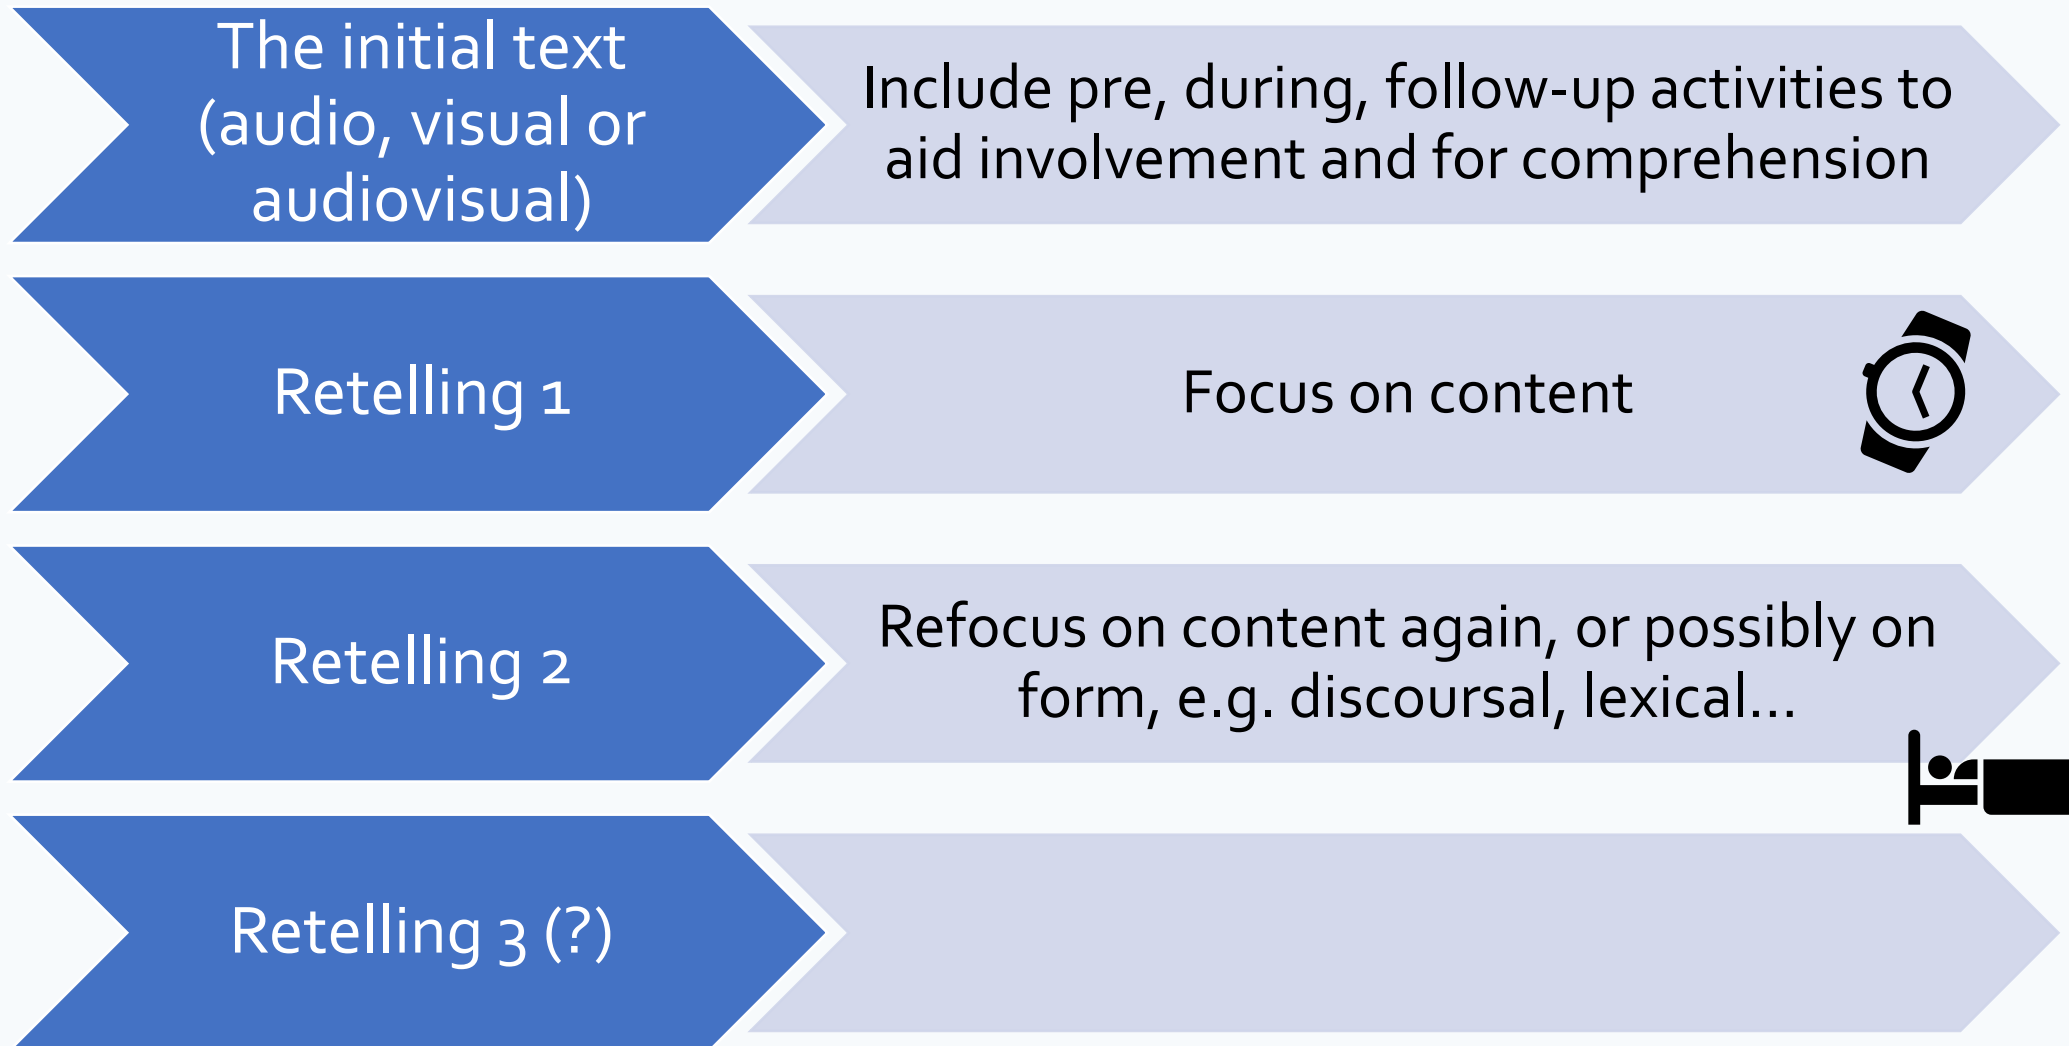 The initial text
(audio, visual or
audiovisual)
Include pre, during, follow-up activities to
aid involvement and for comprehension
Retelling 1
Focus on content
Retelling 2
Refocus on content again, or possibly on
form, e.g. discoursal, lexical...
Retelling 3 (?)